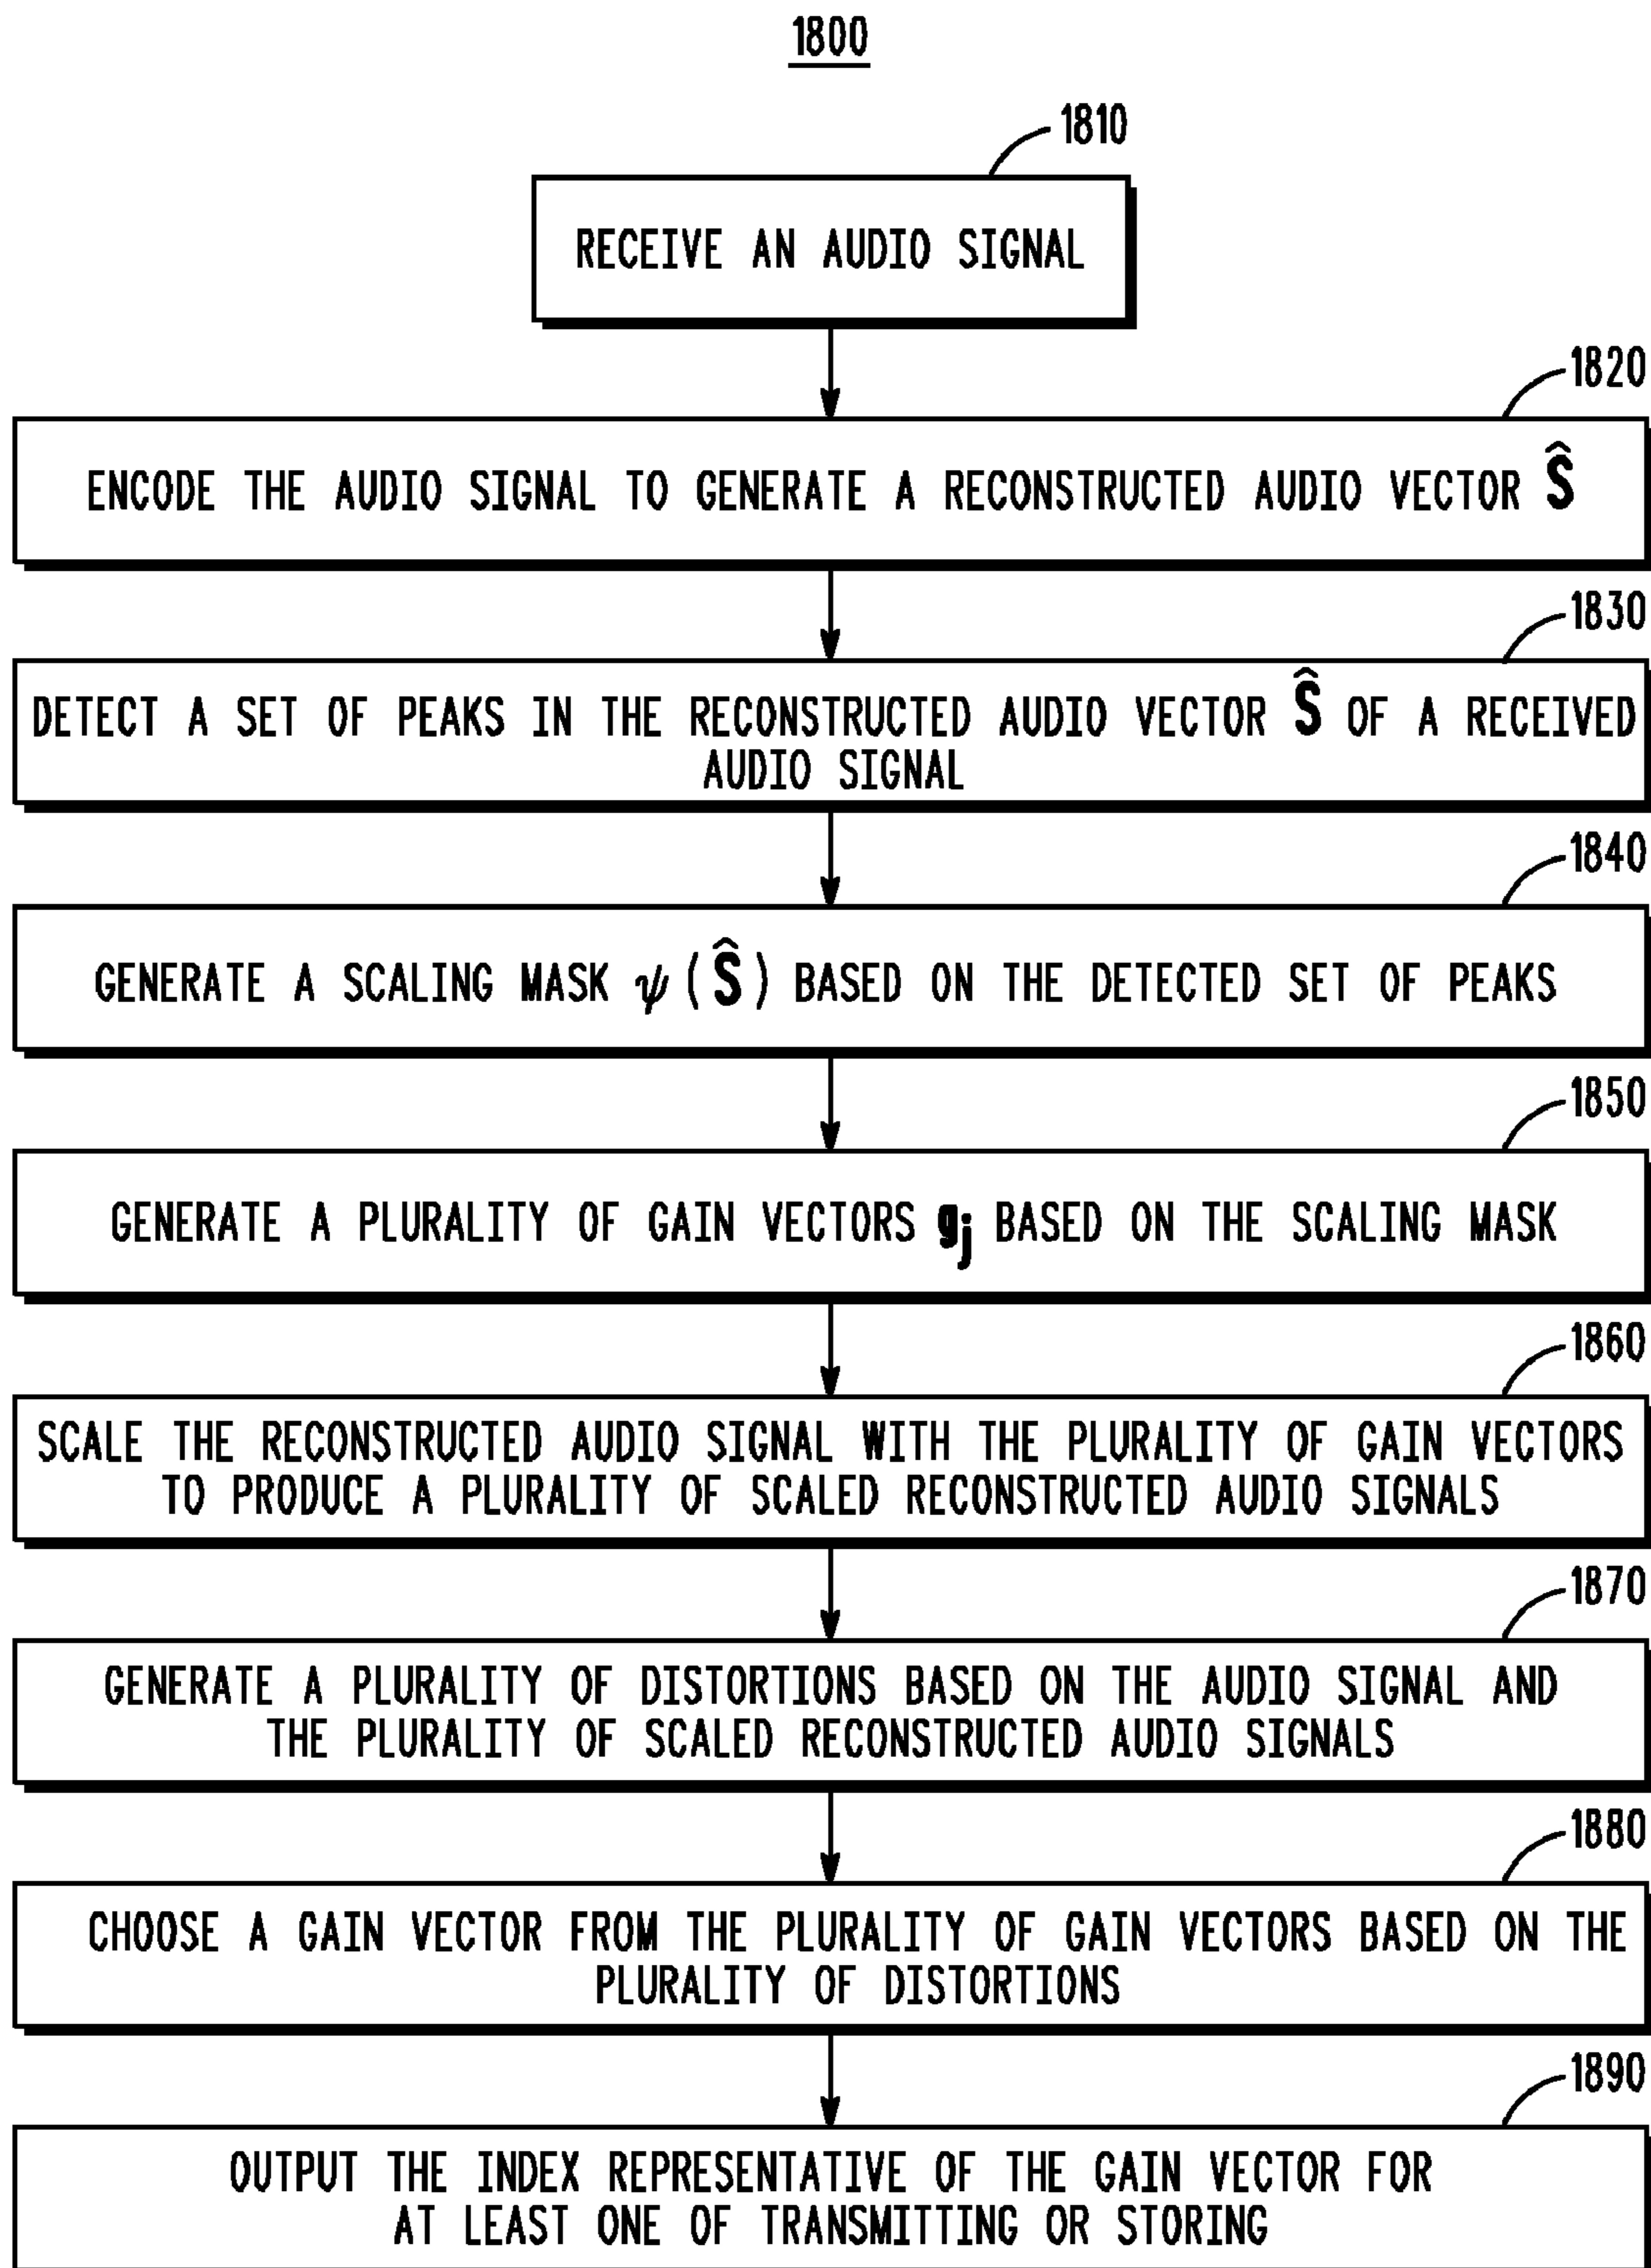 1800
1810
RECEIVE AN AUDIO SIGNAL
1820
ENCODE THE AUDIO SIGNAL TO GENERATE A RECONSTRUCTED AUDIO VECTOR Ŝ
1830
DETECT A SET OF PEAKS IN THE RECONSTRUCTED AUDIO VECTOR Ŝ OF A RECEIVED
AUDIO SIGNAL
1840
GENERATE A SCALING MASK ψ (Ŝ) BASED ON THE DETECTED SET OF PEAKS
1850
GENERATE A PLURALITY OF GAIN VECTORS gj BASED ON THE SCALING MASK
1860
SCALE THE RECONSTRUCTED AUDIO SIGNAL WITH THE PLURALITY OF GAIN VECTORS
TO PRODUCE A PLURALITY OF SCALED RECONSTRUCTED AUDIO SIGNALS
1870
GENERATE A PLURALITY OF DISTORTIONS BASED ON THE AUDIO SIGNAL AND
THE PLURALITY OF SCALED RECONSTRUCTED AUDIO SIGNALS
1880
CHOOSE A GAIN VECTOR FROM THE PLURALITY OF GAIN VECTORS BASED ON THE
PLURALITY OF DISTORTIONS
1890
OUTPUT THE INDEX REPRESENTATIVE OF THE GAIN VECTOR FOR
AT LEAST ONE OF TRANSMITTING OR STORING